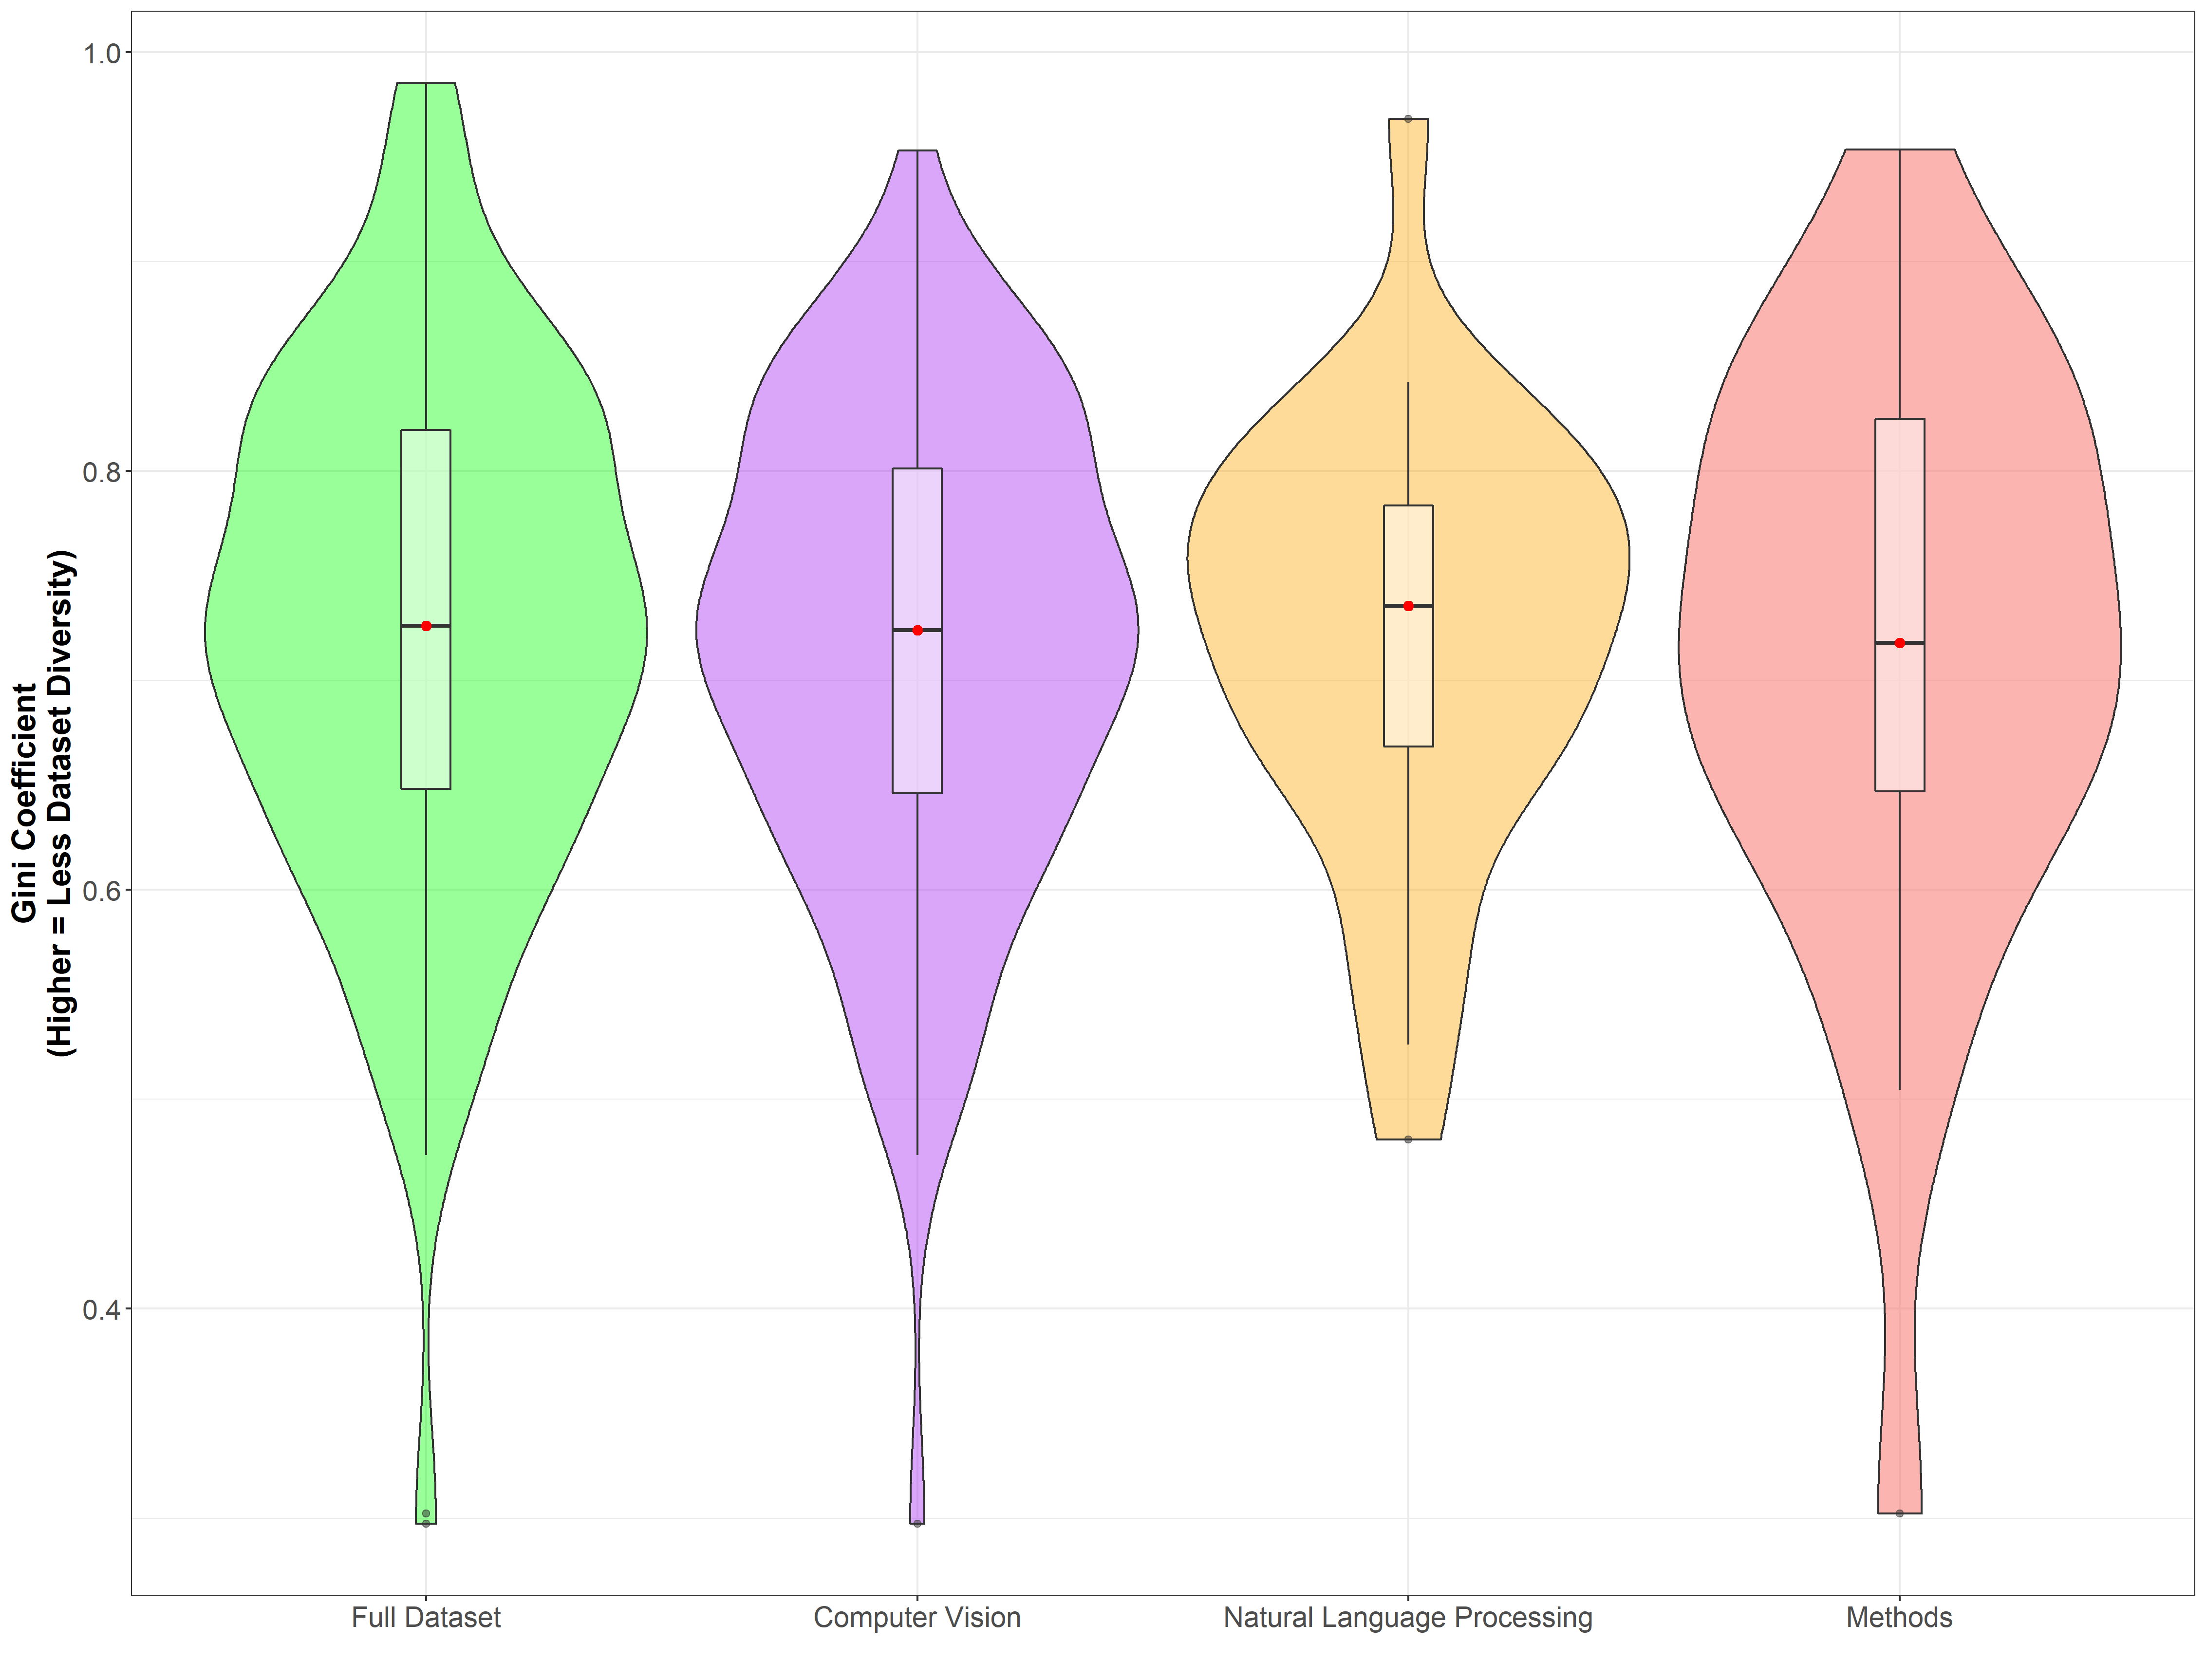 Gini Coefficient
(Higher = Less Dataset Diversity)
1.0
0.8
0.6
0.4
Full Dataset
Computer Vision
Natural Language Processing
Methods